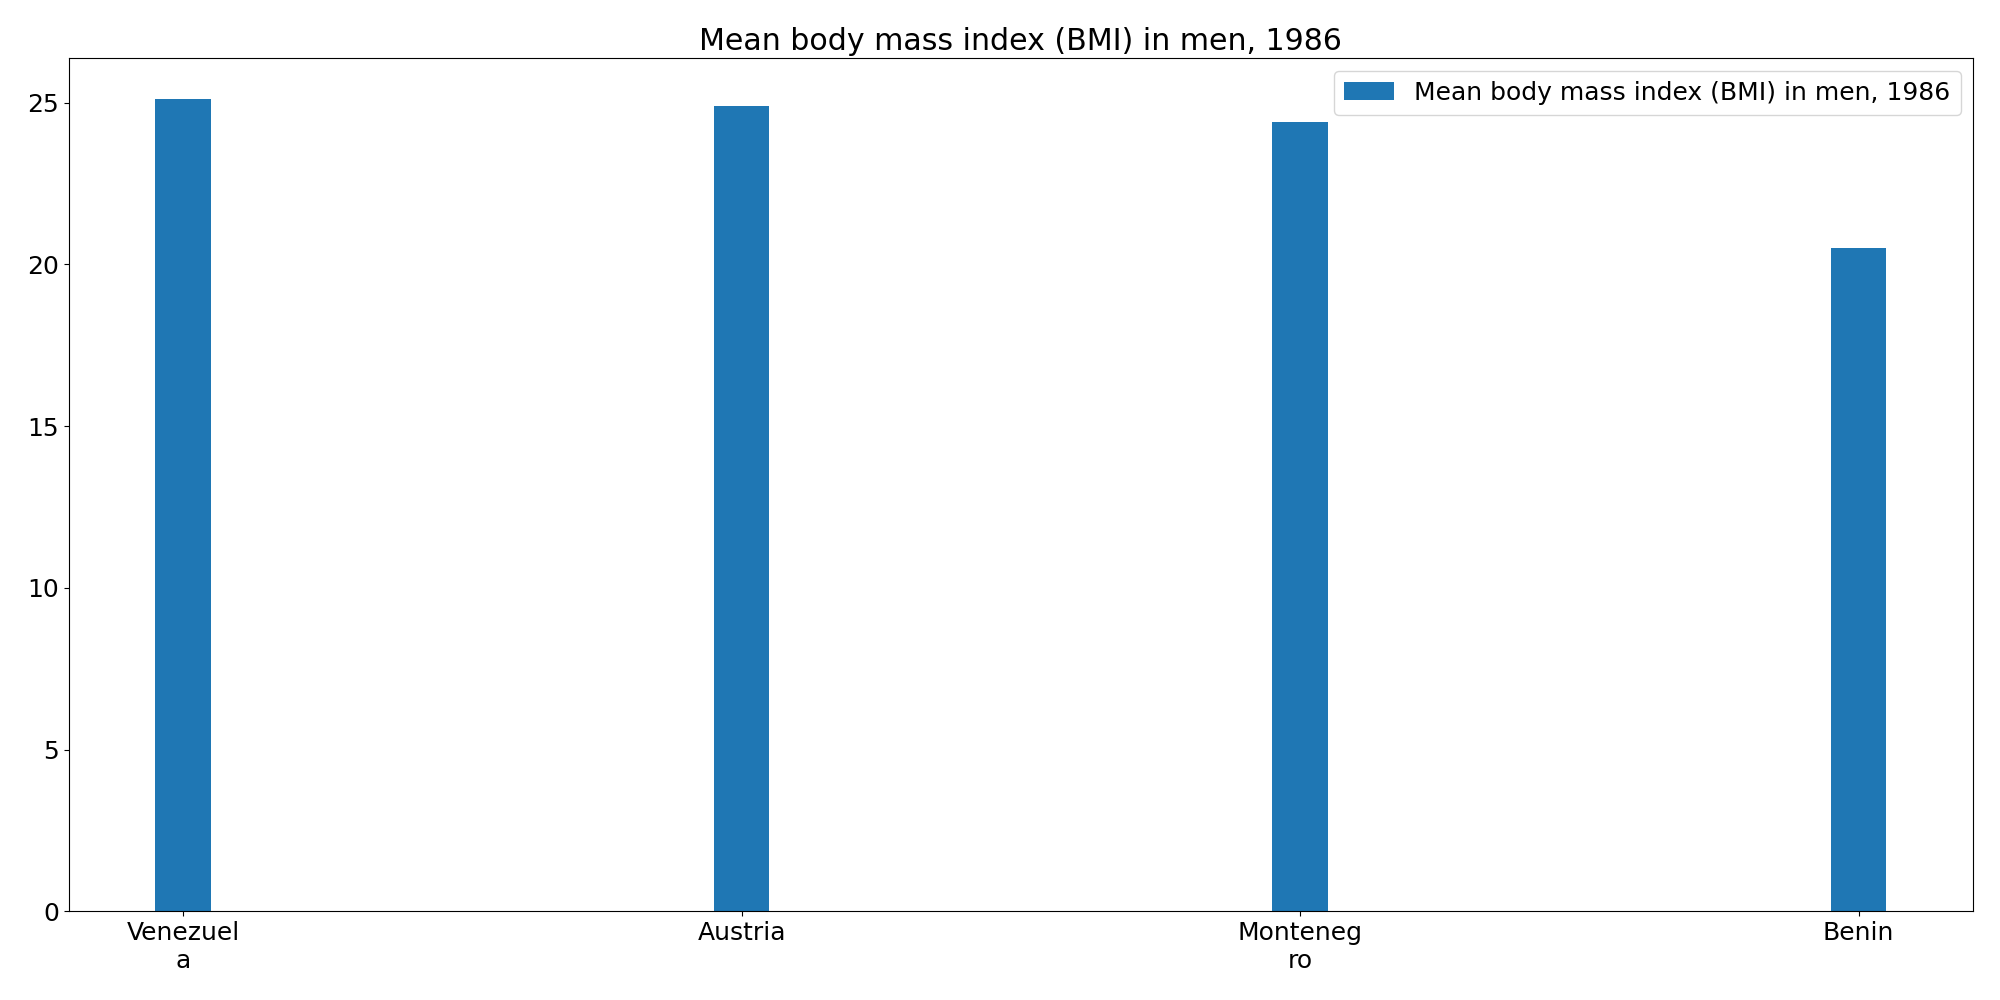 Mean body mass index (BMI) in men, 1986
Mean body mass index (BMI) in men, 1986
25
20
15
10
5
0
Venezuel
a
Austria
Monteneg
ro
Benin